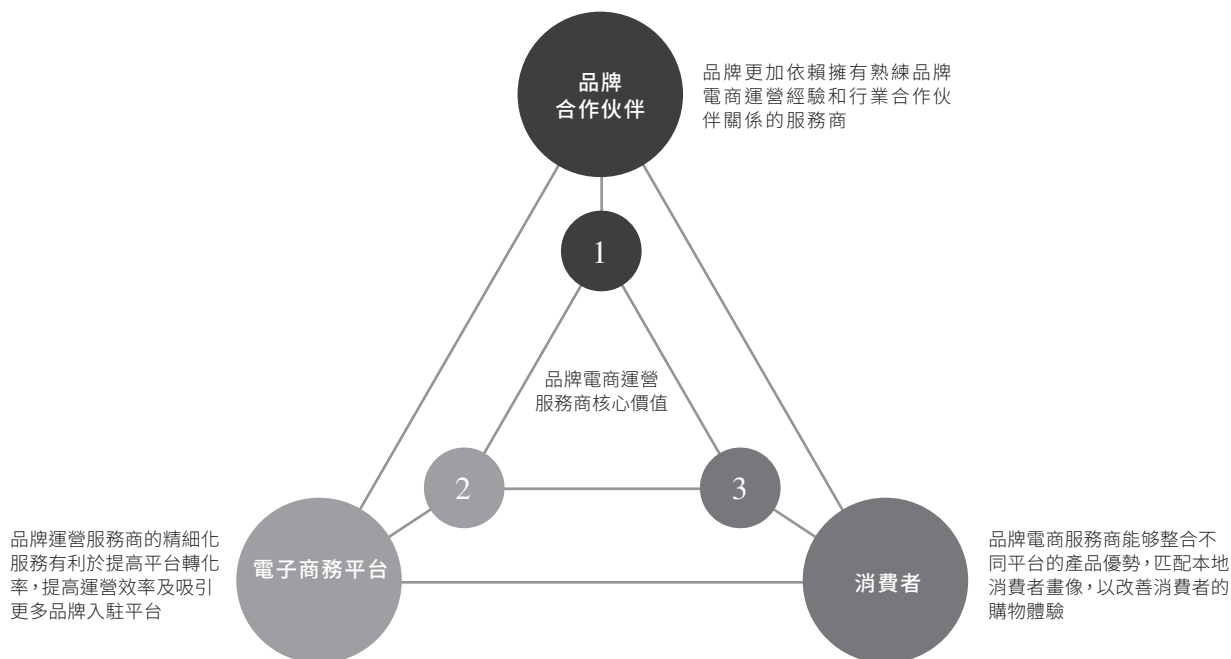 品牌
合作伙伴
品牌更加依賴擁有熟練品牌
電商運營經驗和行業合作伙
伴關係的服務商
1
品牌電商運營
服務商核心價值
2
3
品牌運營服務商的精細化
服務有利於提高平台轉化
率，提高運營效率及吸引
更多品牌入駐平台
電子商務平台
消費者
品牌電商服務商能够整合不
同平台的產品優勢，匹配本地
消費者畫像，以改善消費者的
購物體驗